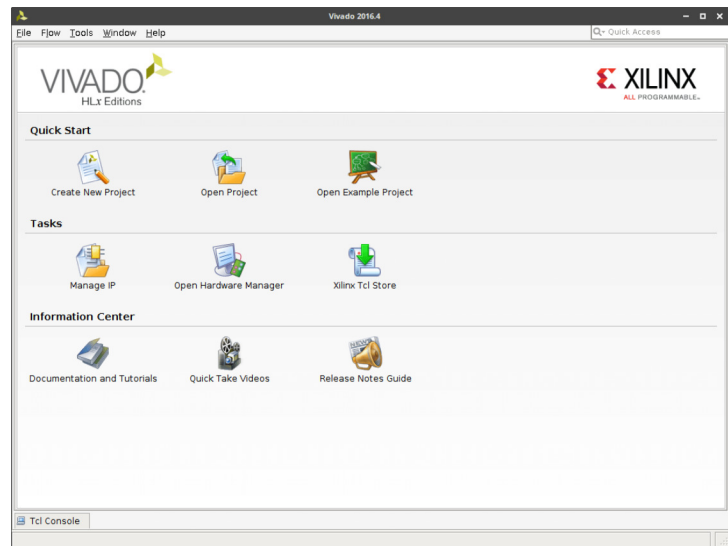 Vivado 2016.4
File Flow Tools Window Help
Quick Access
VIVADO.
HLx Editions
XILINX
ALL PROGRAMMABLE™
Quick Start
Create New Project Open Project Open Example Project
Tasks
Manage IP Open Hardware Manager Xilinx Tcl Store
Information Center
Documentation and Tutorials Quick Take Videos Release Notes Guide
Tcl Console